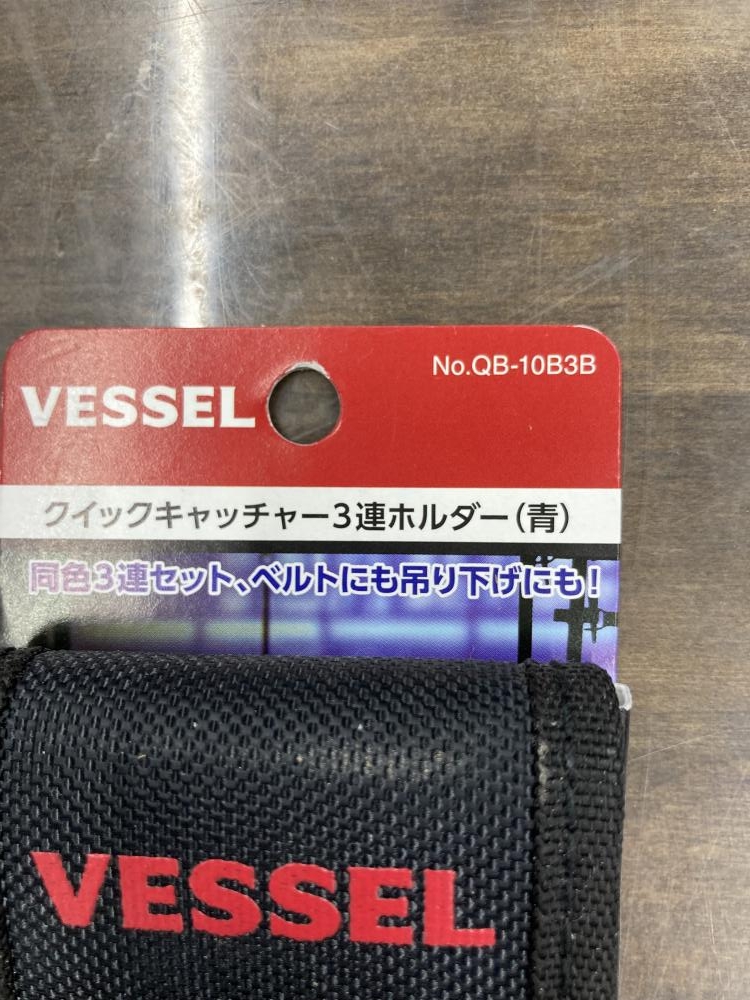 No.QB-10B3B
VESSEL
クイックキャッチャー3連ホルダー(青)
同色3連セット、ベルトにも吊り下げにも!
VESSEL